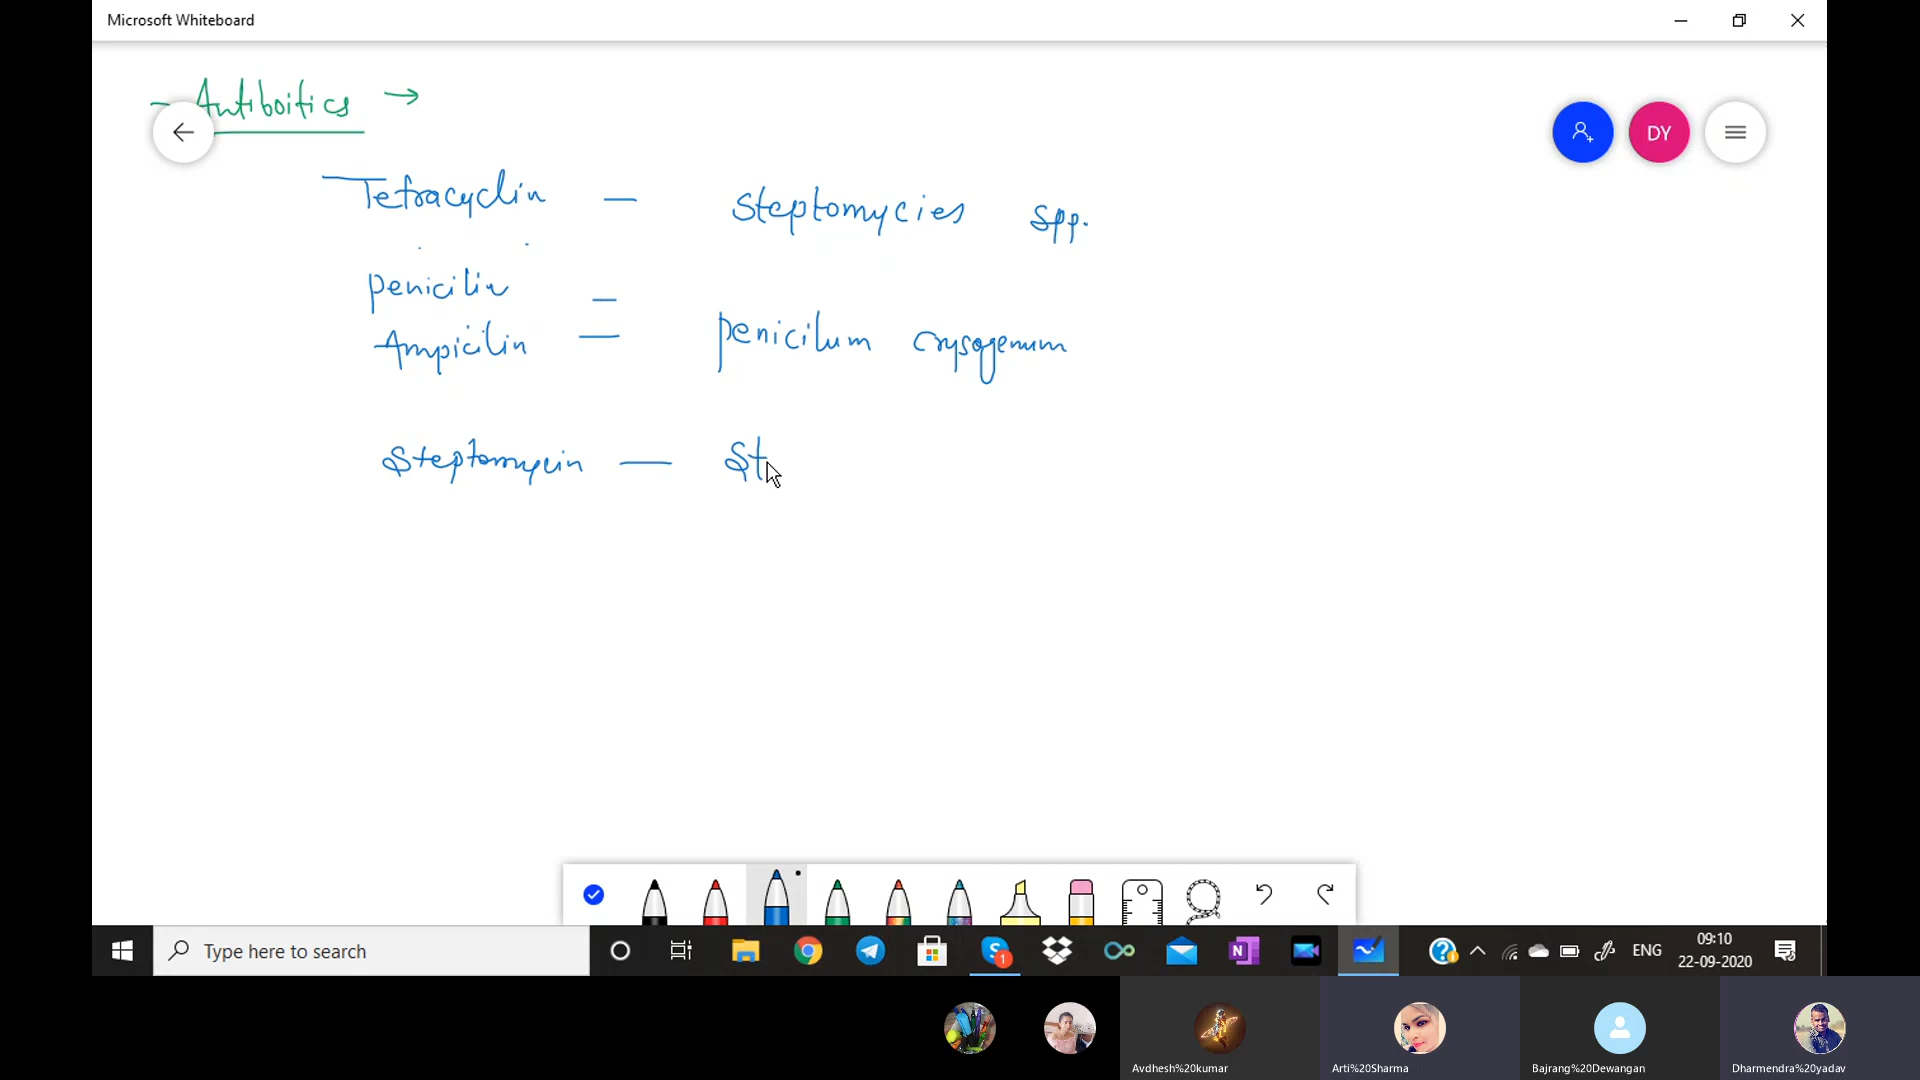 Microsoft Whiteboard
- Antiboitics →
DY
Tetracyclin — Steptomycies spp.
penicilin —
Ampicilin — penicilum crysogenum
Steptomycin — St
Type here to search
1
ENG
09:10
22-09-2020
Avdhesh%20kumar
Arti%20Sharma
Bajrang%20Dewangan
Dharmendra%20yadav